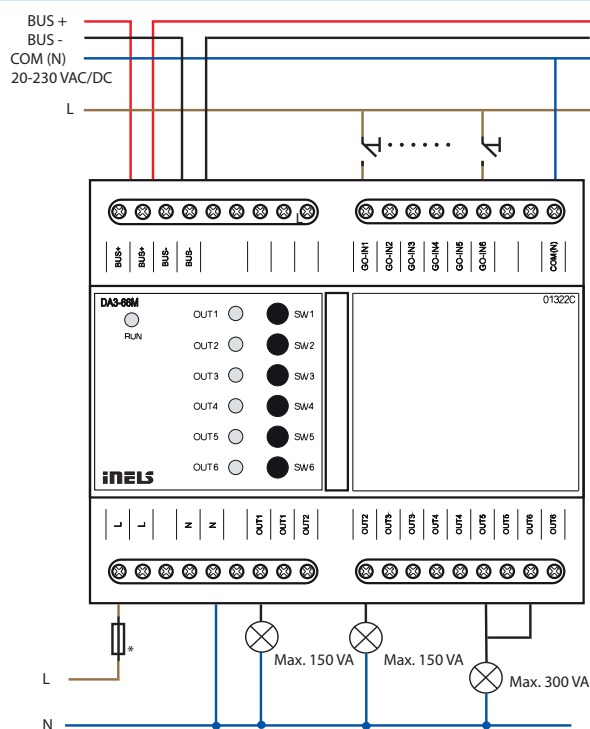 BUS +
BUS -
COM (N)
20-230 VAC/DC
L
BUS+ BUS+ BUS- BUS- GO-IN1 GO-IN2 GO-IN3 GO-IN4 GO-IN5 GO-IN6 COM(N)
DA3-66M 01322C
RUN
OUT1 SW1
OUT2 SW2
OUT3 SW3
OUT4 SW4
OUT5 SW5
OUT6 SW6
iNELS
L L N N OUT1 OUT1 OUT2 OUT2 OUT3 OUT3 OUT4 OUT4 OUT5 OUT5 OUT6 OUT6
*
Max. 150 VA Max. 150 VA
L Max. 300 VA
N